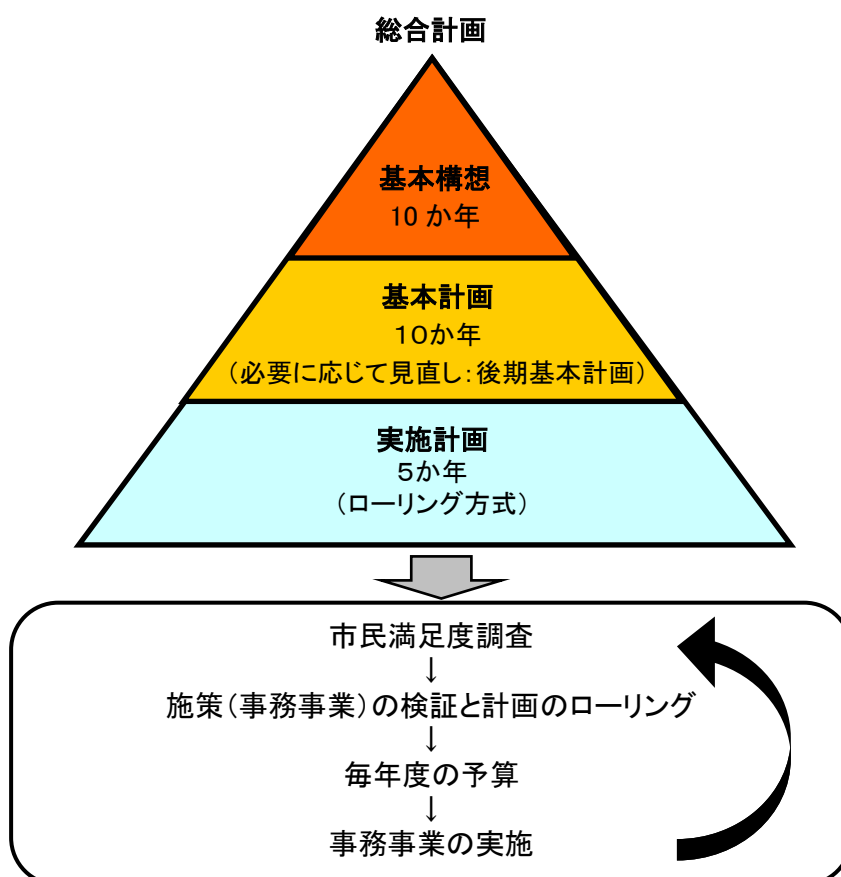 総合計画
基本構想
10 か年
基本計画
10か年
（必要に応じて見直し：後期基本計画）
実施計画
5か年
（ローリング方式）
市民満足度調査
↓
施策（事務事業）の検証と計画のローリング
↓
毎年度の予算
↓
事務事業の実施